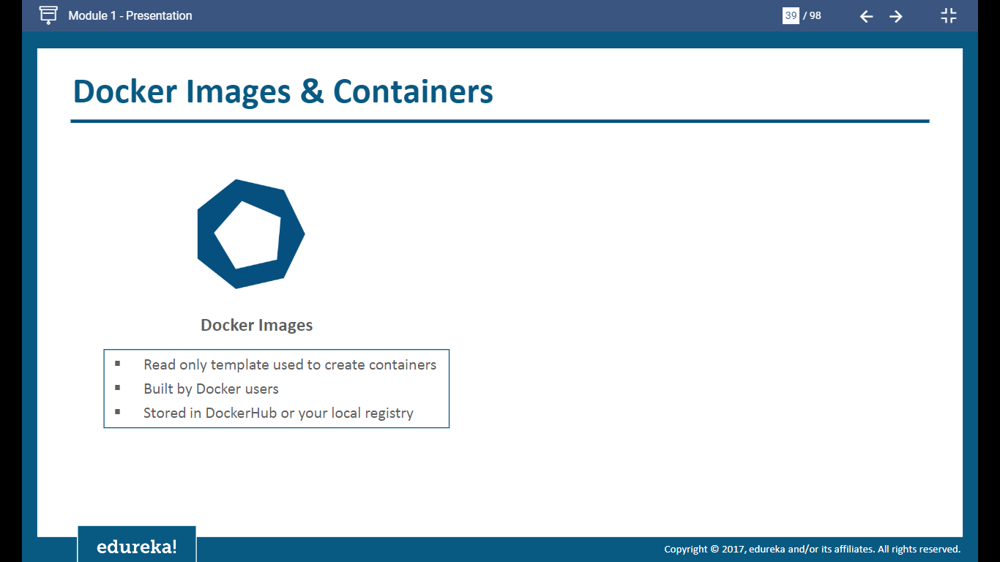 Module 1 - Presentation
39 / 98
Docker Images & Containers
Docker Images
▪ Read only template used to create containers
▪ Built by Docker users
▪ Stored in DockerHub or your local registry
edureka!
Copyright © 2017, edureka and/or its affiliates. All rights reserved.